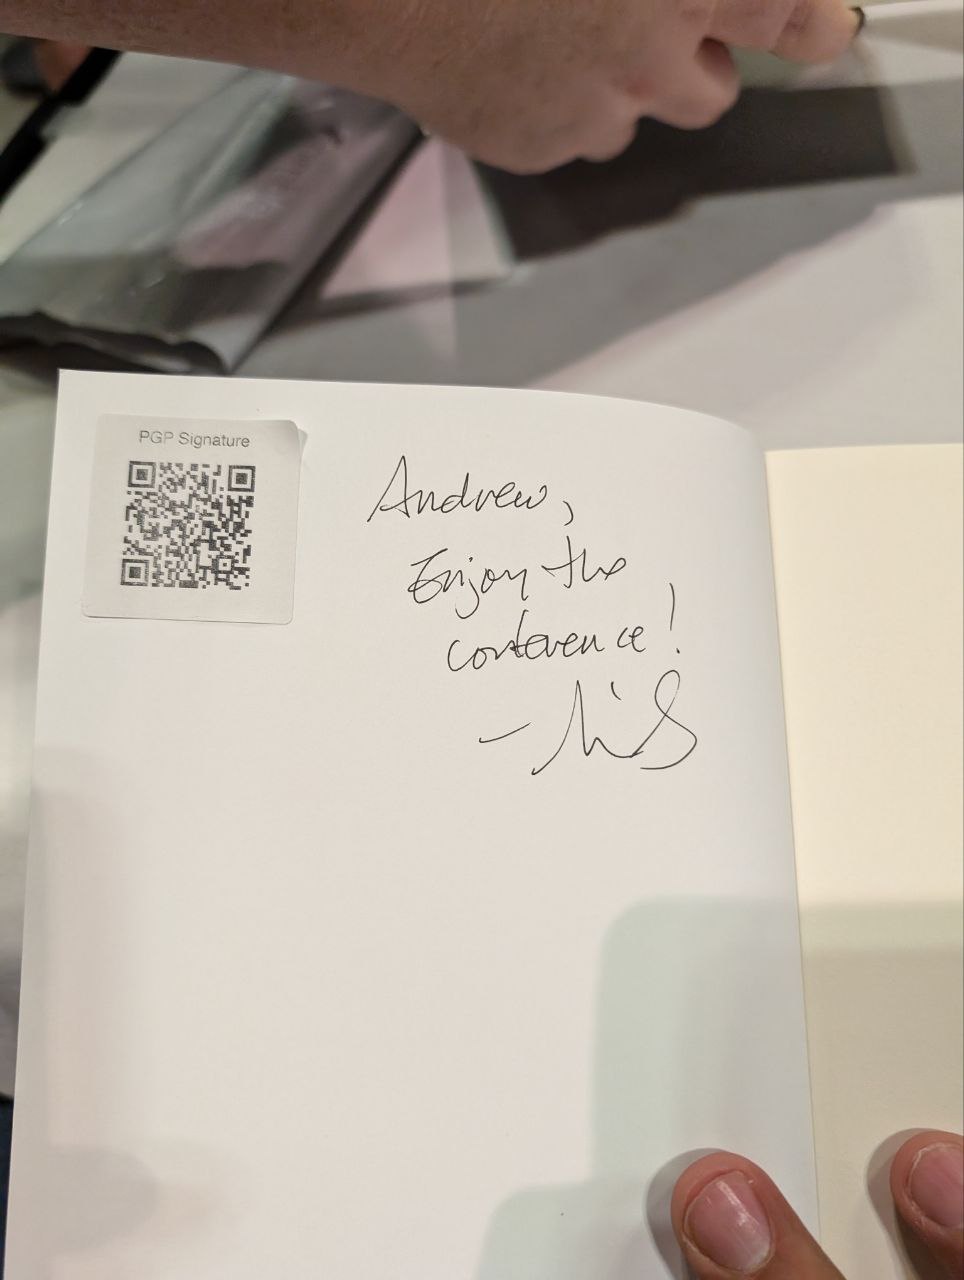 PGP Signature
Andrew,
Enjoy the
conference!